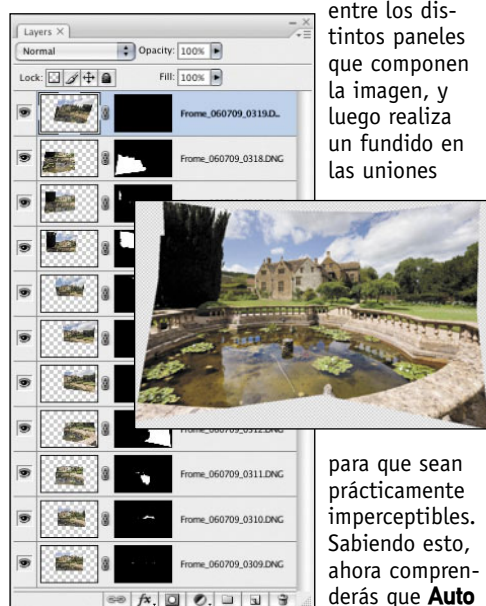 Layers ×
Normal Opacity: 100%
Lock: Fill: 100%
Frome_060709_0319.D...
Frome_060709_0318.DNG
Frome_060709_0311.DNG
Frome_060709_0310.DNG
Frome_060709_0309.DNG
entre los dis-
tintos paneles
que componen
la imagen, y
luego realiza
un fundido en
las uniones
para que sean
prácticamente
imperceptibles.
Sabiendo esto,
ahora compren-
derás que Auto